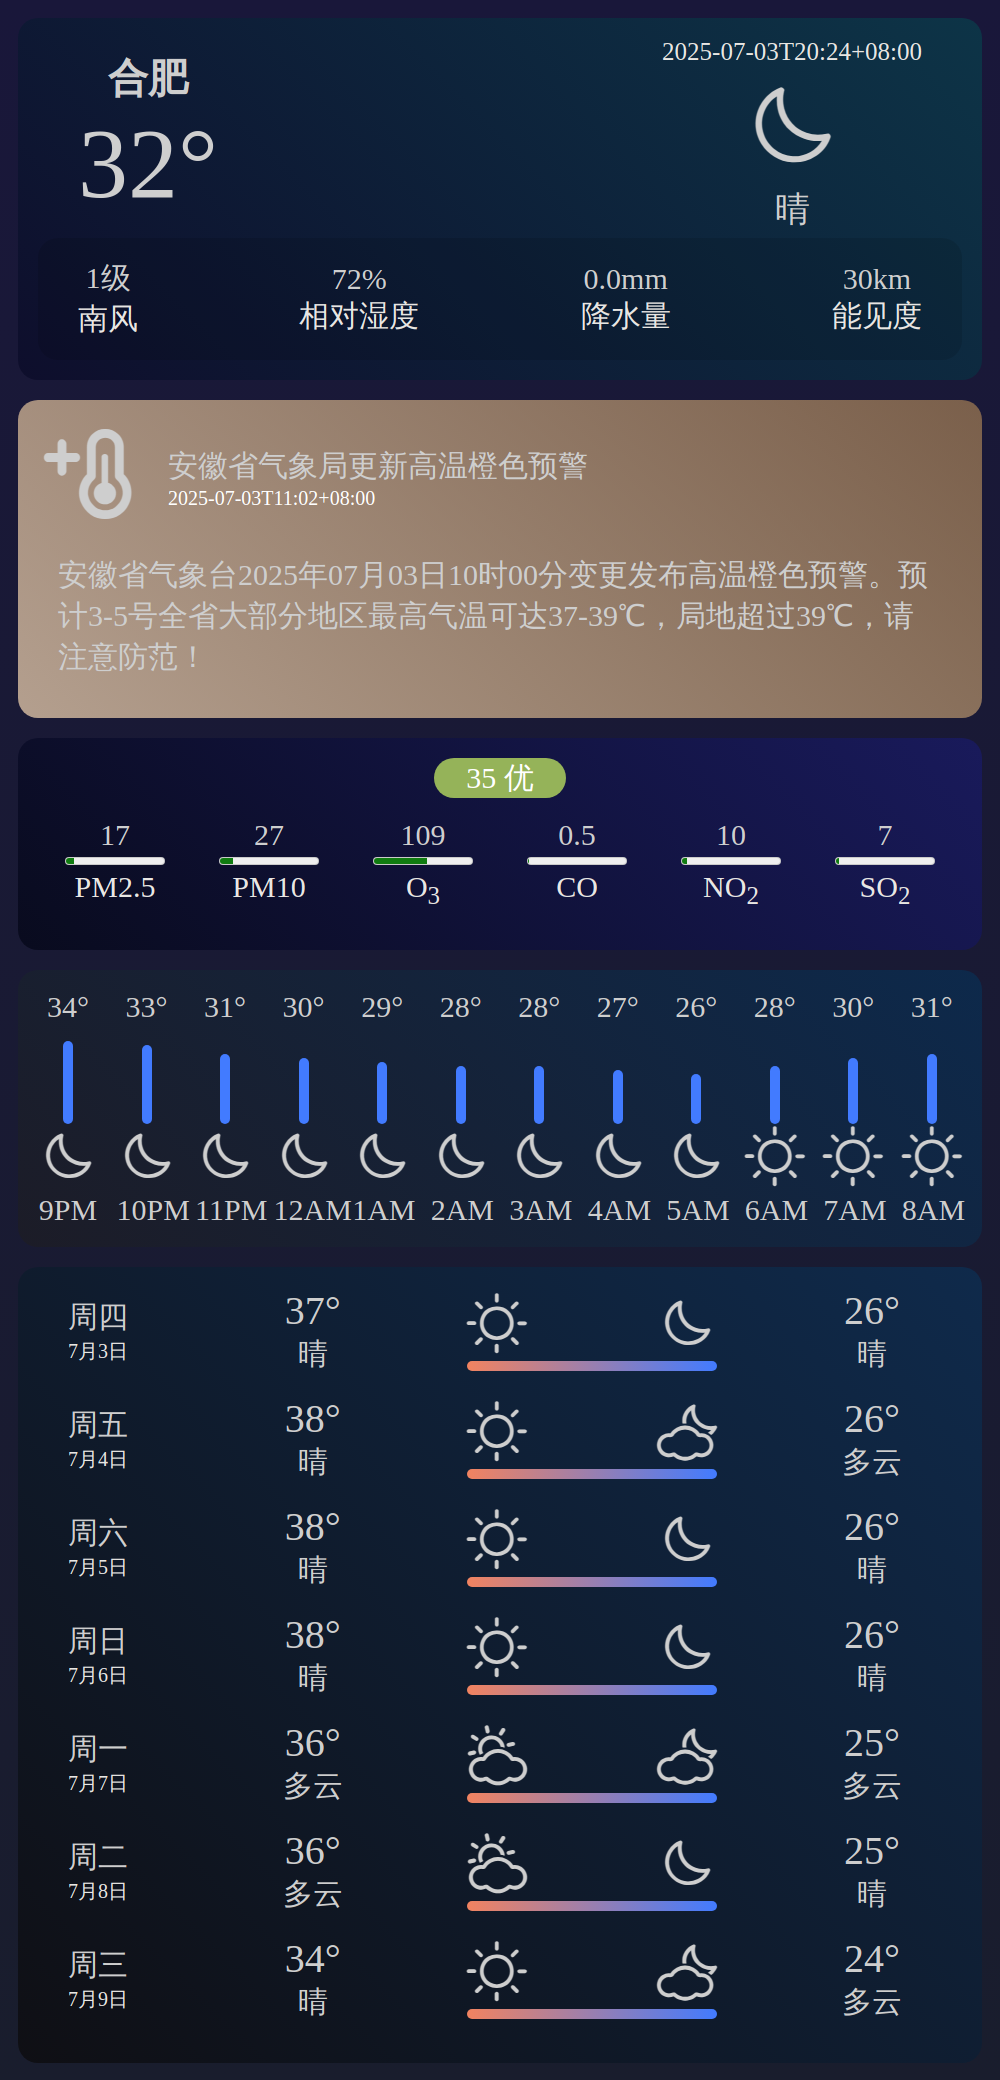 合肥
32°
2025-07-03T20:24+08:00
晴
1级 72% 0.0mm 30km
南风 相对湿度 降水量 能见度
安徽省气象局更新高温橙色预警
2025-07-03T11:02+08:00
安徽省气象台2025年07月03日10时00分变更发布高温橙色预警。预
计3-5号全省大部分地区最高气温可达37-39℃，局地超过39℃，请
注意防范！
35 优
17 27 109 0.5 10 7
PM2.5 PM10 O3 CO NO2 SO2
34° 33° 31° 30° 29° 28° 28° 27° 26° 28° 30° 31°
9PM 10PM 11PM 12AM 1AM 2AM 3AM 4AM 5AM 6AM 7AM 8AM
周四 37° 26°
7月3日 晴 晴
周五 38° 26°
7月4日 晴 多云
周六 38° 26°
7月5日 晴 晴
周日 38° 26°
7月6日 晴 晴
周一 36° 25°
7月7日 多云 多云
周二 36° 25°
7月8日 多云 晴
周三 34° 24°
7月9日 晴 多云